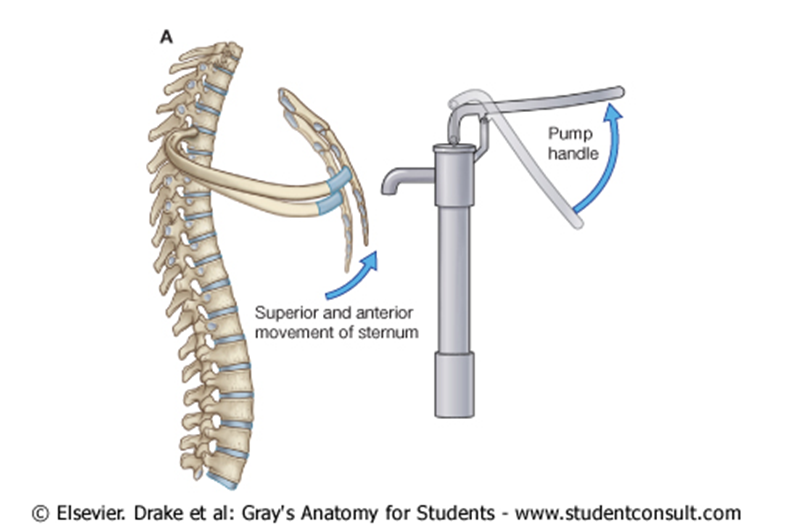 A
Pump
handle
Superior and anterior
movement of sternum
© Elsevier. Drake et al: Gray's Anatomy for Students - www.studentconsult.com